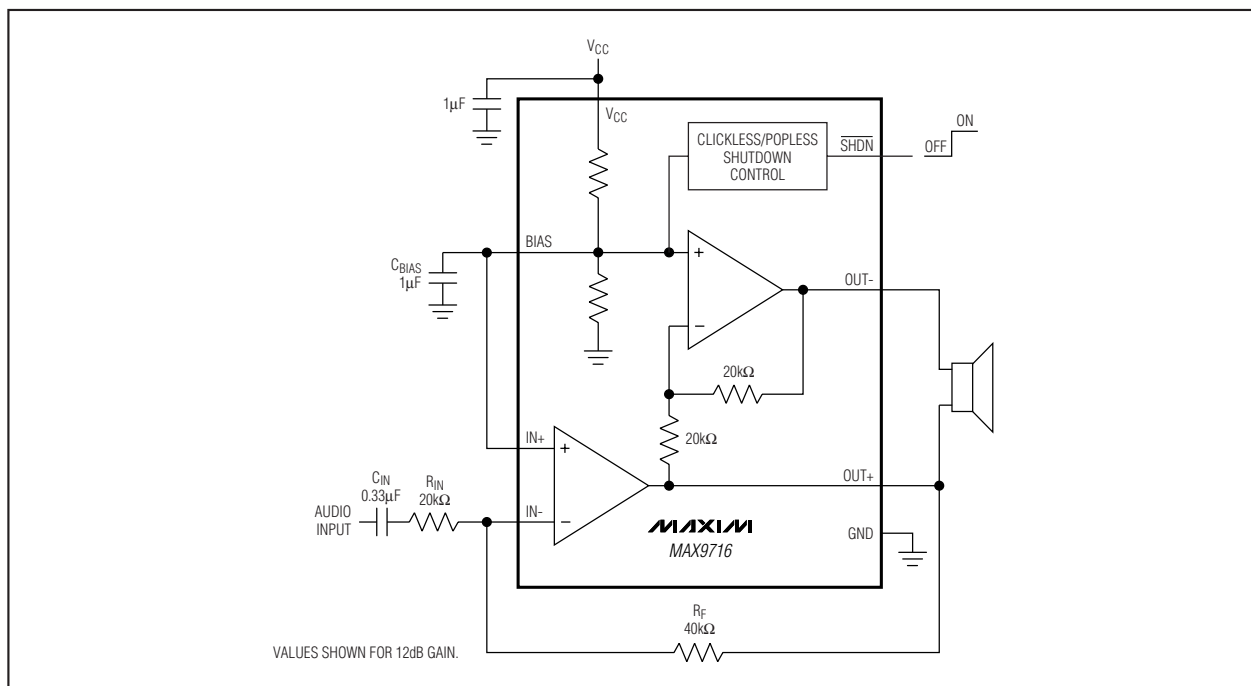 VCC
1µF
VCC
CLICKLESS/POPLESS
SHUTDOWN
CONTROL
SHDN
OFF
ON
BIAS
CBIAS
1µF
+
−
OUT-
20kΩ
20kΩ
IN+
+
OUT+
CIN
0.33µF
RIN
20kΩ
AUDIO
INPUT
IN-
−
MAXIM
MAX9716
GND
RF
40kΩ
VALUES SHOWN FOR 12dB GAIN.